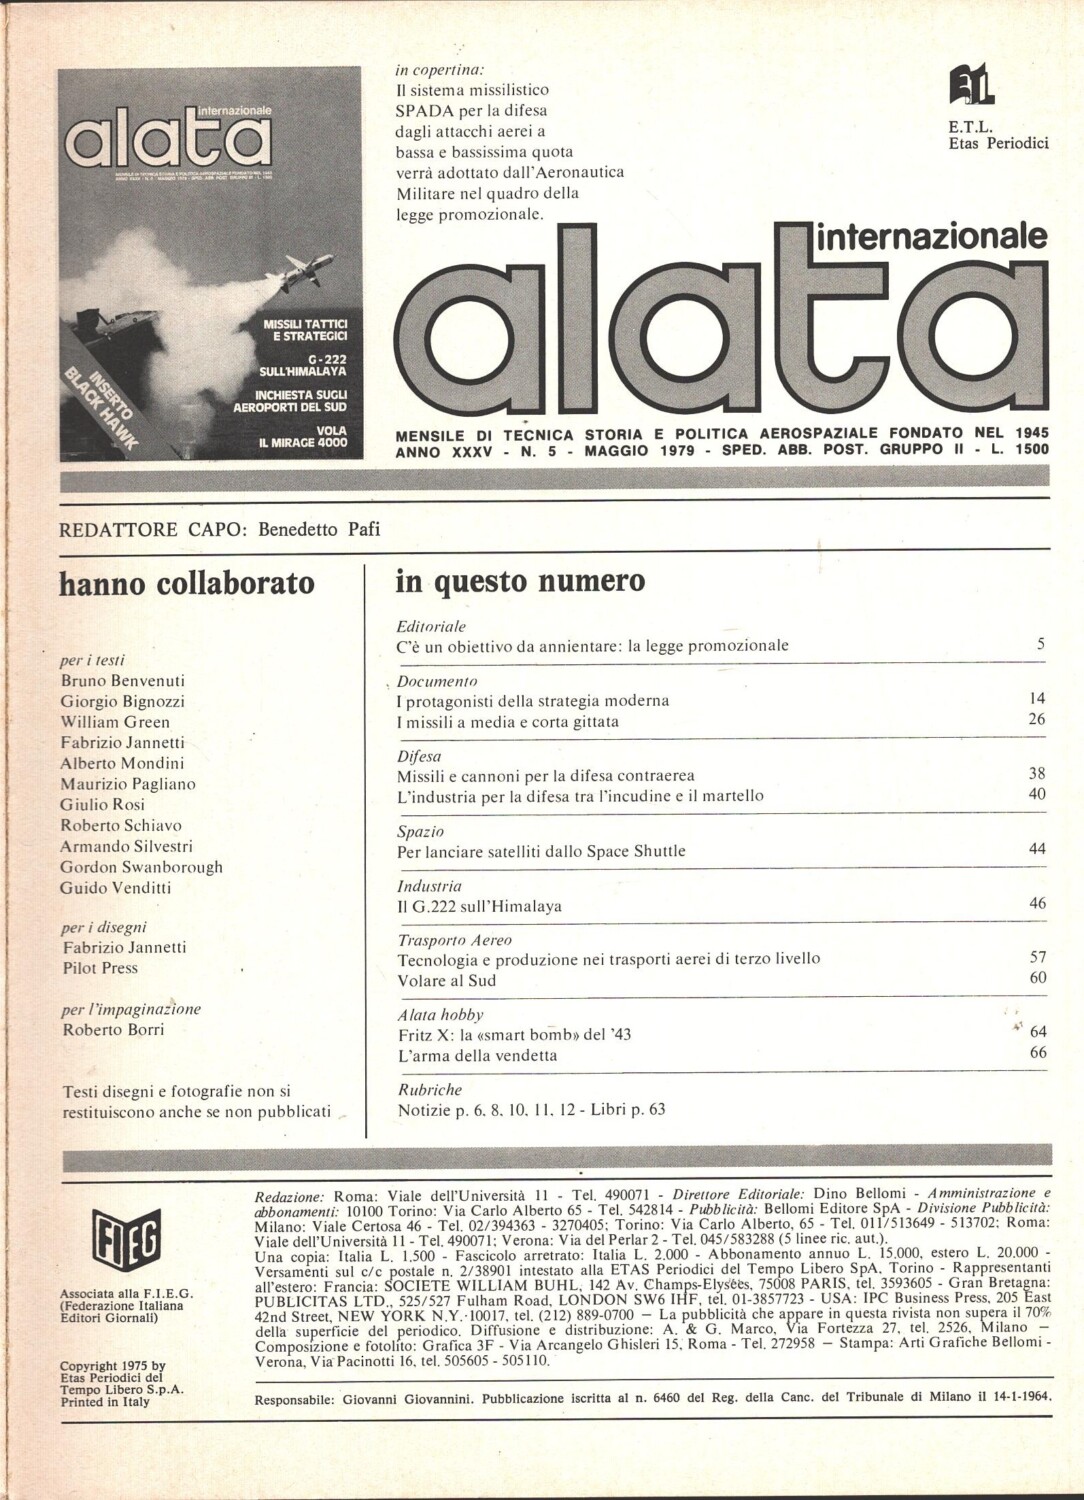 internazionale
alata
MISSILI TATTICI
E STRATEGICI
G-222
SULL'HIMALAYA
INCHIESTA SUGLI
AEROPORTI DEL SUD
VOLA
IL MIRAGE 4000
INSERTO
BLACK HAWK
in copertina:
Il sistema missilistico
SPADA per la difesa
dagli attacchi aerei a
bassa e bassissima quota
verrà adottato dall'Aeronautica
Militare nel quadro della
legge promozionale.
ETL
E.T.L.
Etas Periodici
internazionale
alata
MENSILE DI TECNICA STORIA E POLITICA AEROSPAZIALE FONDATO NEL 1945
ANNO XXXV - N. 5 - MAGGIO 1979 - SPED. ABB. POST. GRUPPO II - L. 1500
REDATTORE CAPO: Benedetto Pafi
hanno collaborato
per i testi
Bruno Benvenuti
Giorgio Bignozzi
William Green
Fabrizio Jannetti
Alberto Mondini
Maurizio Pagliano
Giulio Rosi
Roberto Schiavo
Armando Silvestri
Gordon Swanborough
Guido Venditti
per i disegni
Fabrizio Jannetti
Pilot Press
per l'impaginazione
Roberto Borri
Testi disegni e fotografie non si
restituiscono anche se non pubblicati
in questo numero
Editoriale
C'è un obiettivo da annientare: la legge promozionale 5
Documento
I protagonisti della strategia moderna 14
I missili a media e corta gittata 26
Difesa
Missili e cannoni per la difesa contraerea 38
L'industria per la difesa tra l'incudine e il martello 40
Spazio
Per lanciare satelliti dallo Space Shuttle 44
Industria
Il G.222 sull'Himalaya 46
Trasporto Aereo
Tecnologia e produzione nei trasporti aerei di terzo livello 57
Volare al Sud 60
Alata hobby
Fritz X: la «smart bomb» del '43 64
L'arma della vendetta 66
Rubriche
Notizie p. 6, 8, 10, 11, 12 - Libri p. 63
FIEG
Associata alla F.I.E.G.
(Federazione Italiana
Editori Giornali)
Copyright 1975 by
Etas Periodici del
Tempo Libero S.p.A.
Printed in Italy
Redazione: Roma: Viale dell'Università 11 - Tel. 490071 - Direttore Editoriale: Dino Bellomi - Amministrazione e
abbonamenti: 10100 Torino: Via Carlo Alberto 65 - Tel. 542814 - Pubblicità: Bellomi Editore SpA - Divisione Pubblicità:
Milano: Viale Certosa 46 - Tel. 02/394363 - 3270405; Torino: Via Carlo Alberto, 65 - Tel. 011/513649 - 513702; Roma:
Viale dell'Università 11 - Tel. 490071; Verona: Via del Perlar 2 - Tel. 045/583288 (5 linee ric. aut.).
Una copia: Italia L. 1.500 - Fascicolo arretrato: Italia L. 2.000 - Abbonamento annuo L. 15.000, estero L. 20.000 -
Versamenti sul c/c postale n. 2/38901 intestato alla ETAS Periodici del Tempo Libero SpA, Torino - Rappresentanti
all'estero: Francia: SOCIETE WILLIAM BUHL, 142 Av. Champs-Elysées, 75008 PARIS, tel. 3593605 - Gran Bretagna:
PUBLICITAS LTD., 525/527 Fulham Road, LONDON SW6 IHF, tel. 01-3857723 - USA: IPC Business Press, 205 East
42nd Street, NEW YORK N.Y. 10017, tel. (212) 889-0700 — La pubblicità che appare in questa rivista non supera il 70%
della superficie del periodico. Diffusione e distribuzione: A. & G. Marco, Via Fortezza 27, tel. 2526, Milano —
Composizione e fotolito: Grafica 3F - Via Arcangelo Ghisleri 15, Roma - Tel. 272958 — Stampa: Arti Grafiche Bellomi -
Verona, Via Pacinotti 16, tel. 505605 - 505110.
Responsabile: Giovanni Giovannini. Pubblicazione iscritta al n. 6460 del Reg. della Canc. del Tribunale di Milano il 14-1-1964.